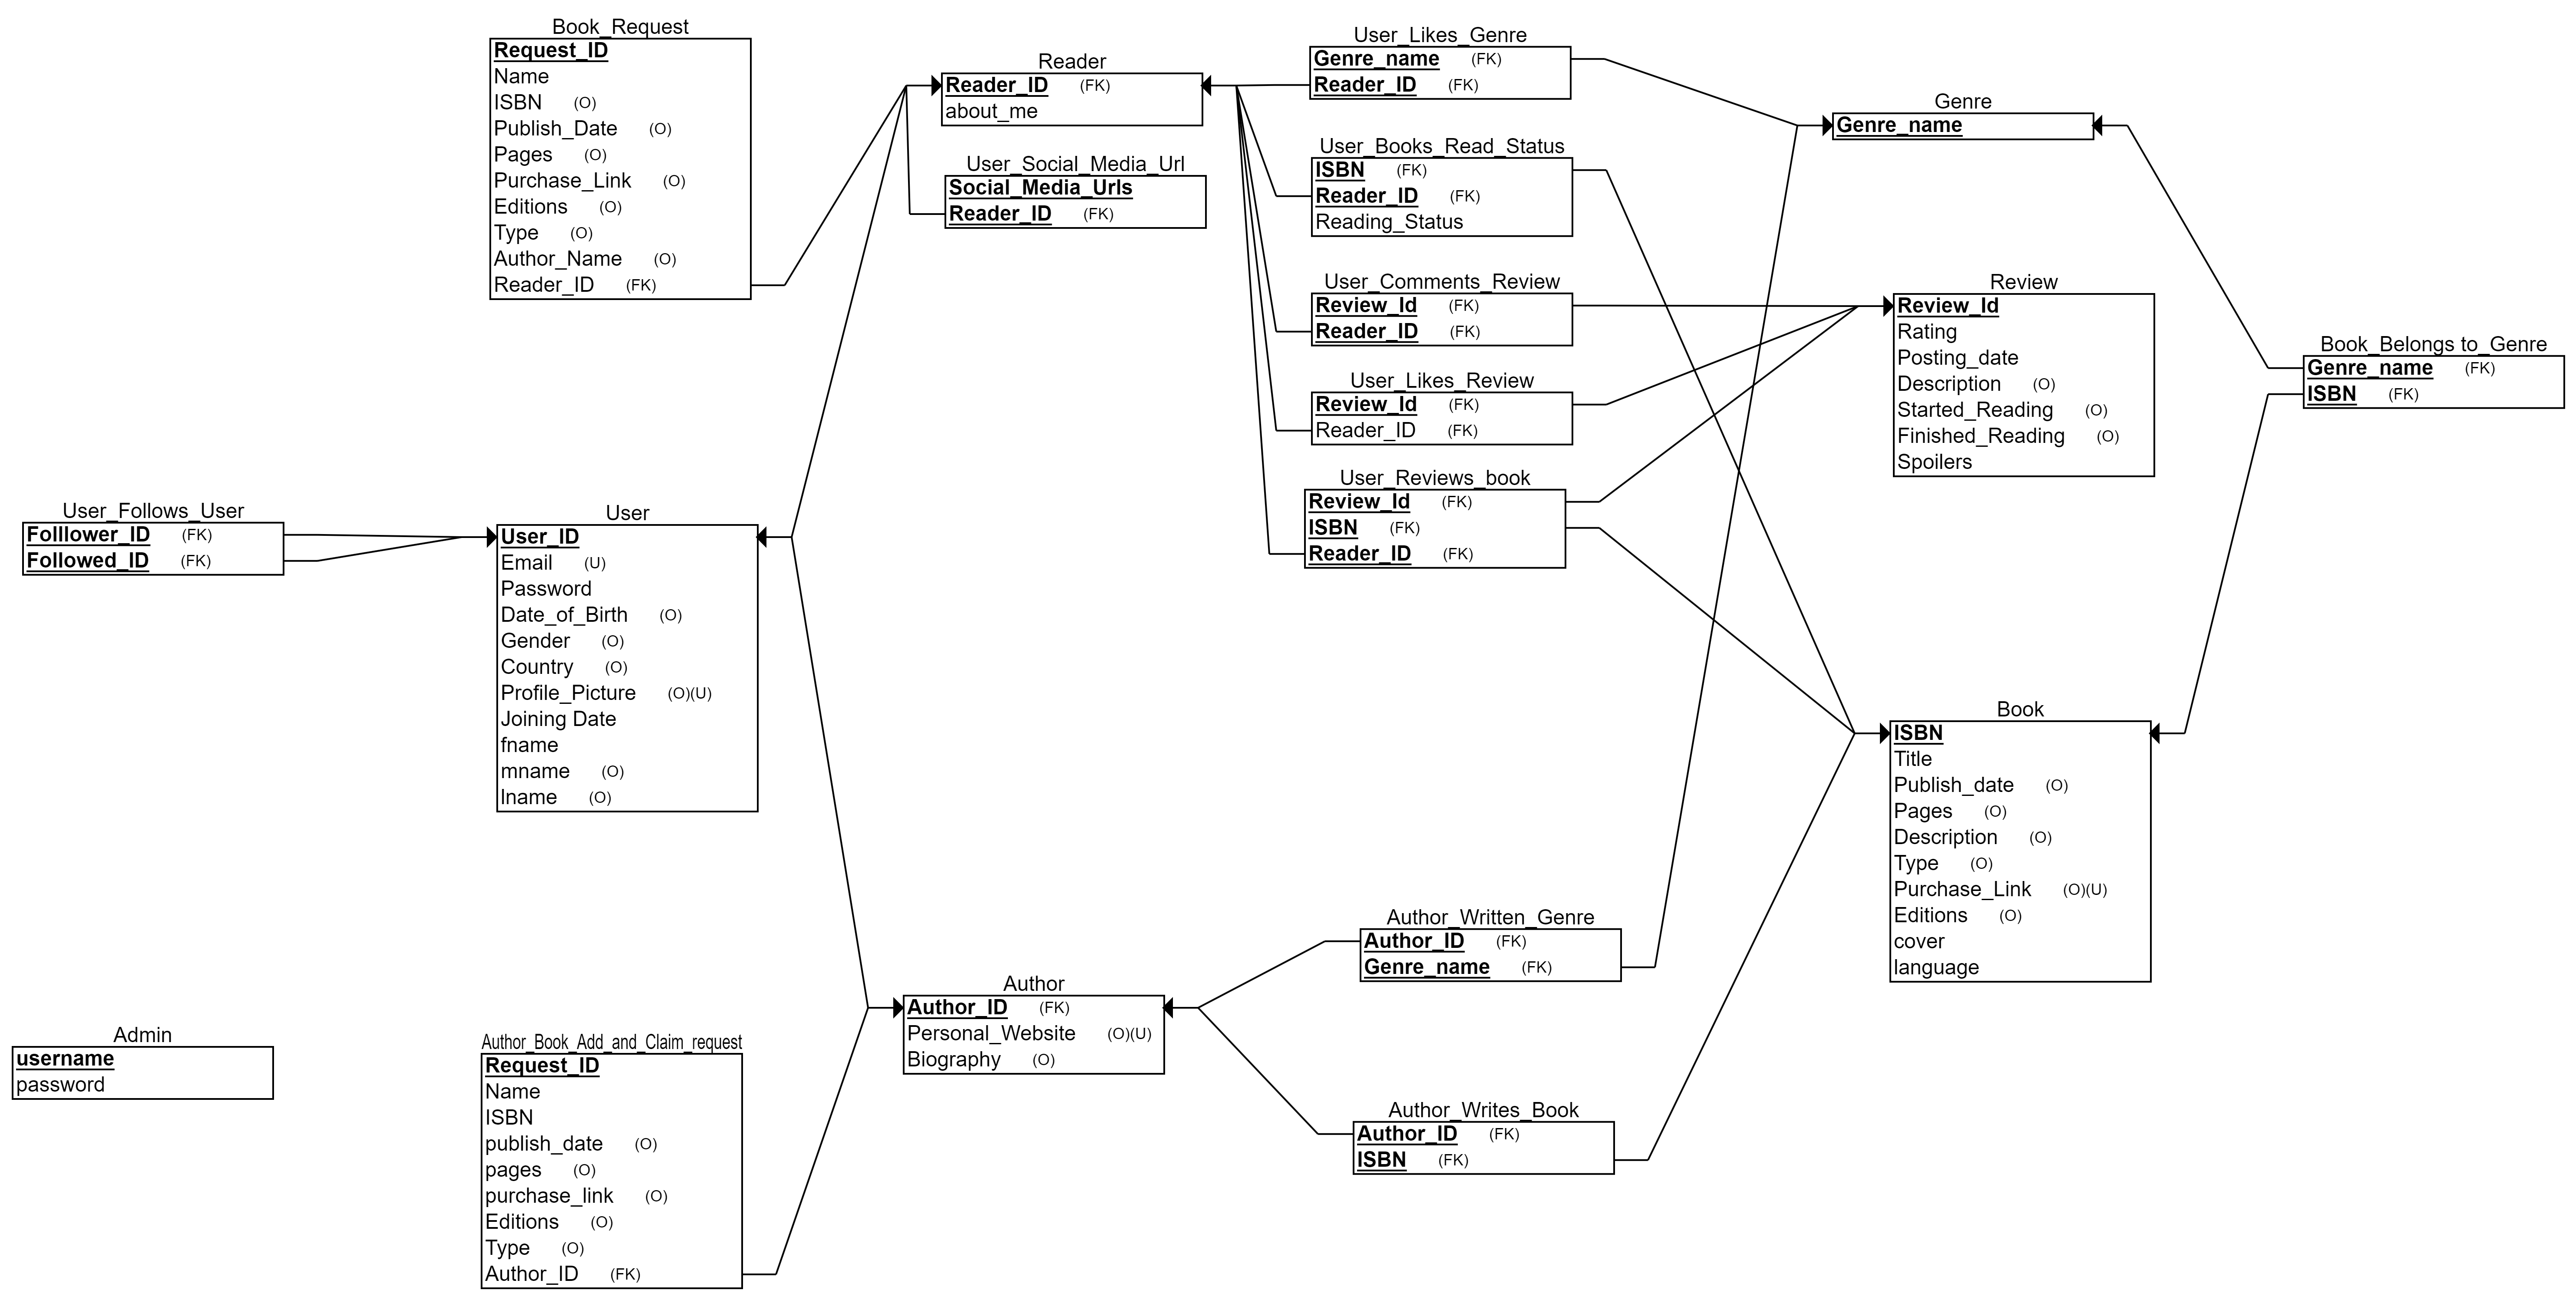 Book_Request
Request_ID
Name
ISBN (O)
Publish_Date (O)
Pages (O)
Purchase_Link (O)
Editions (O)
Type (O)
Author_Name (O)
Reader_ID (FK)
Reader
Reader_ID (FK)
about_me
User_Social_Media_Url
Social_Media_Urls
Reader_ID (FK)
User_Likes_Genre
Genre_name (FK)
Reader_ID (FK)
User_Books_Read_Status
ISBN (FK)
Reader_ID (FK)
Reading_Status
User_Comments_Review
Review_Id (FK)
Reader_ID (FK)
User_Likes_Review
Review_Id (FK)
Reader_ID (FK)
User_Reviews_book
Review_Id (FK)
ISBN (FK)
Reader_ID (FK)
Genre
Genre_name
Review
Review_Id
Rating
Posting_date
Description (O)
Started_Reading (O)
Finished_Reading (O)
Spoilers
Book_Belongs to_Genre
Genre_name (FK)
ISBN (FK)
User_Follows_User
Folllower_ID (FK)
Followed_ID (FK)
User
User_ID
Email (U)
Password
Date_of_Birth (O)
Gender (O)
Country (O)
Profile_Picture (O)(U)
Joining Date
fname
mname (O)
lname (O)
Book
ISBN
Title
Publish_date (O)
Pages (O)
Description (O)
Type (O)
Purchase_Link (O)(U)
Editions (O)
cover
language
Admin
username
password
Author_Book_Add_and_Claim_request
Request_ID
Name
ISBN
publish_date (O)
pages (O)
purchase_link (O)
Editions (O)
Type (O)
Author_ID (FK)
Author
Author_ID (FK)
Personal_Website (O)(U)
Biography (O)
Author_Written_Genre
Author_ID (FK)
Genre_name (FK)
Author_Writes_Book
Author_ID (FK)
ISBN (FK)